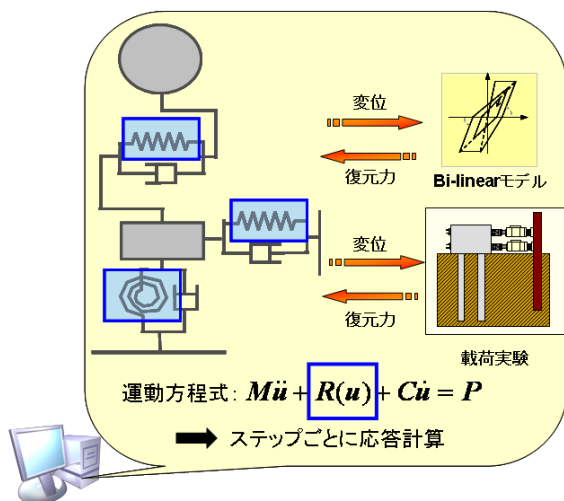 変位
復元力
Bi-linearモデル
変位
復元力
載荷実験
運動方程式: Mü + R(u) + Cu̇ = P
➡ ステップごとに応答計算